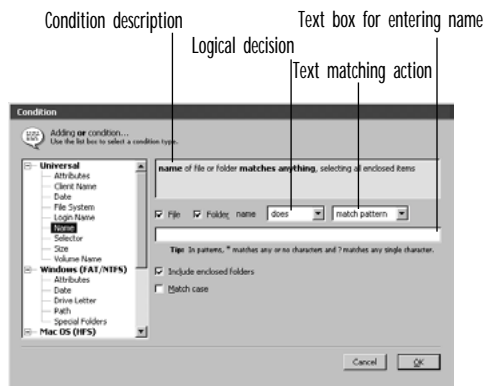 Condition description
Text box for entering name
Logical decision
Text matching action
Condition
Adding or condition...
Use the list box to select a condition type.
Universal
Attributes
Client Name
Date
File System
Login Name
Name
Selector
Size
Volume Name
Windows (FAT/NTFS)
Attributes
Date
Drive Letter
Path
Special Folders
Mac OS (HFS)
name of file or folder matches anything, selecting all enclosed items
File Folder name does match pattern
Tip: In patterns, * matches any or no characters and ? matches any single character.
Include enclosed folders
Match case
Cancel OK